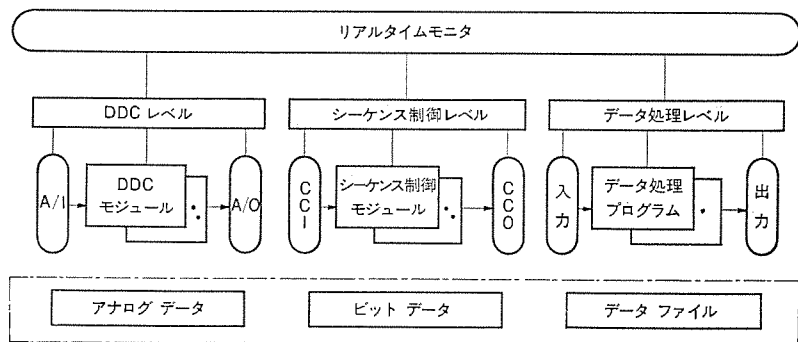 リアルタイムモニタ
DDC レベル
シーケンス制御レベル
データ処理レベル
A/I
DDC
モジュール
A/O
CCI
シーケンス制御
モジュール
CCO
入力
データ処理
プログラム
出力
アナログ データ
ビット データ
データ ファイル